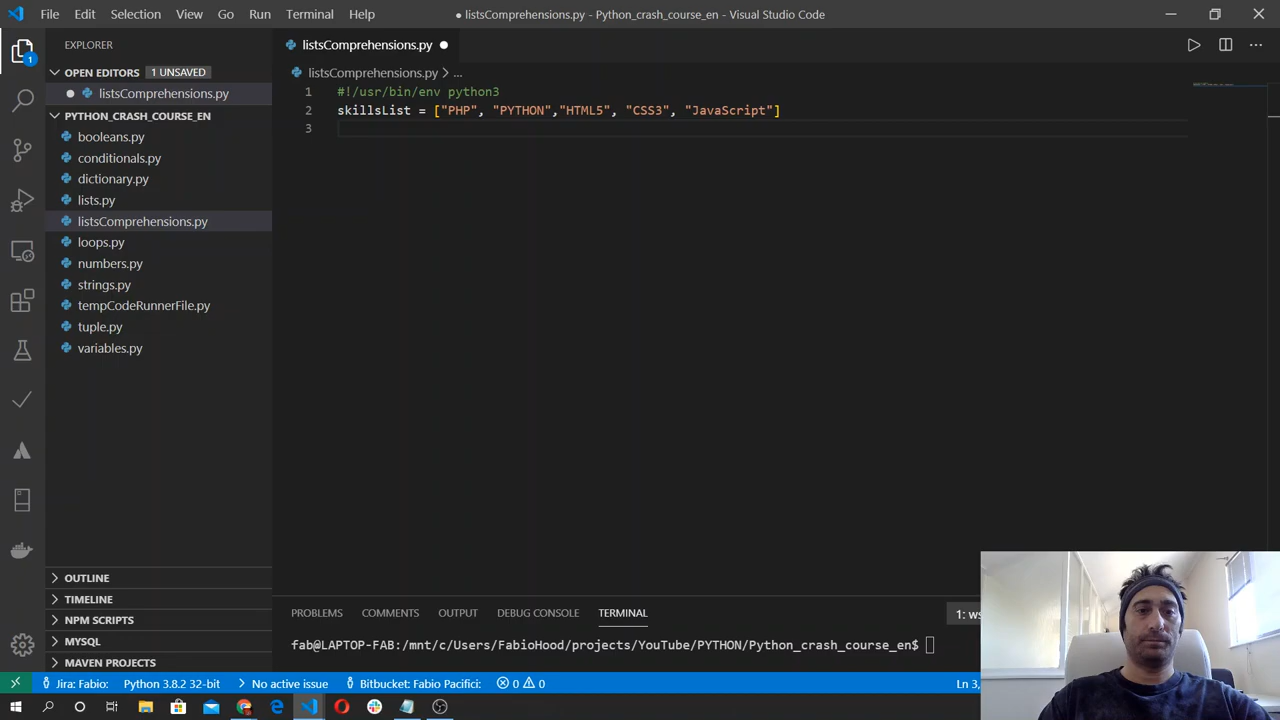 File Edit Selection View Go Run Terminal Help
● listsComprehensions.py - Python_crash_course_en - Visual Studio Code
EXPLORER
OPEN EDITORS 1 UNSAVED
listsComprehensions.py
PYTHON_CRASH_COURSE_EN
booleans.py
conditionals.py
dictionary.py
lists.py
listsComprehensions.py
loops.py
numbers.py
strings.py
tempCodeRunnerFile.py
tuple.py
variables.py
OUTLINE
TIMELINE
NPM SCRIPTS
MYSQL
MAVEN PROJECTS
1
listsComprehensions.py
listsComprehensions.py > ...
1 #!/usr/bin/env python3
2 skillsList = ["PHP", "PYTHON","HTML5", "CSS3", "JavaScript"]
3
PROBLEMS COMMENTS OUTPUT DEBUG CONSOLE TERMINAL
1: ws
fab@LAPTOP-FAB:/mnt/c/Users/FabioHood/projects/YouTube/PYTHON/Python_crash_course_en$
Jira: Fabio: Python 3.8.2 32-bit No active issue Bitbucket: Fabio Pacifici: 0 0 Ln 3,